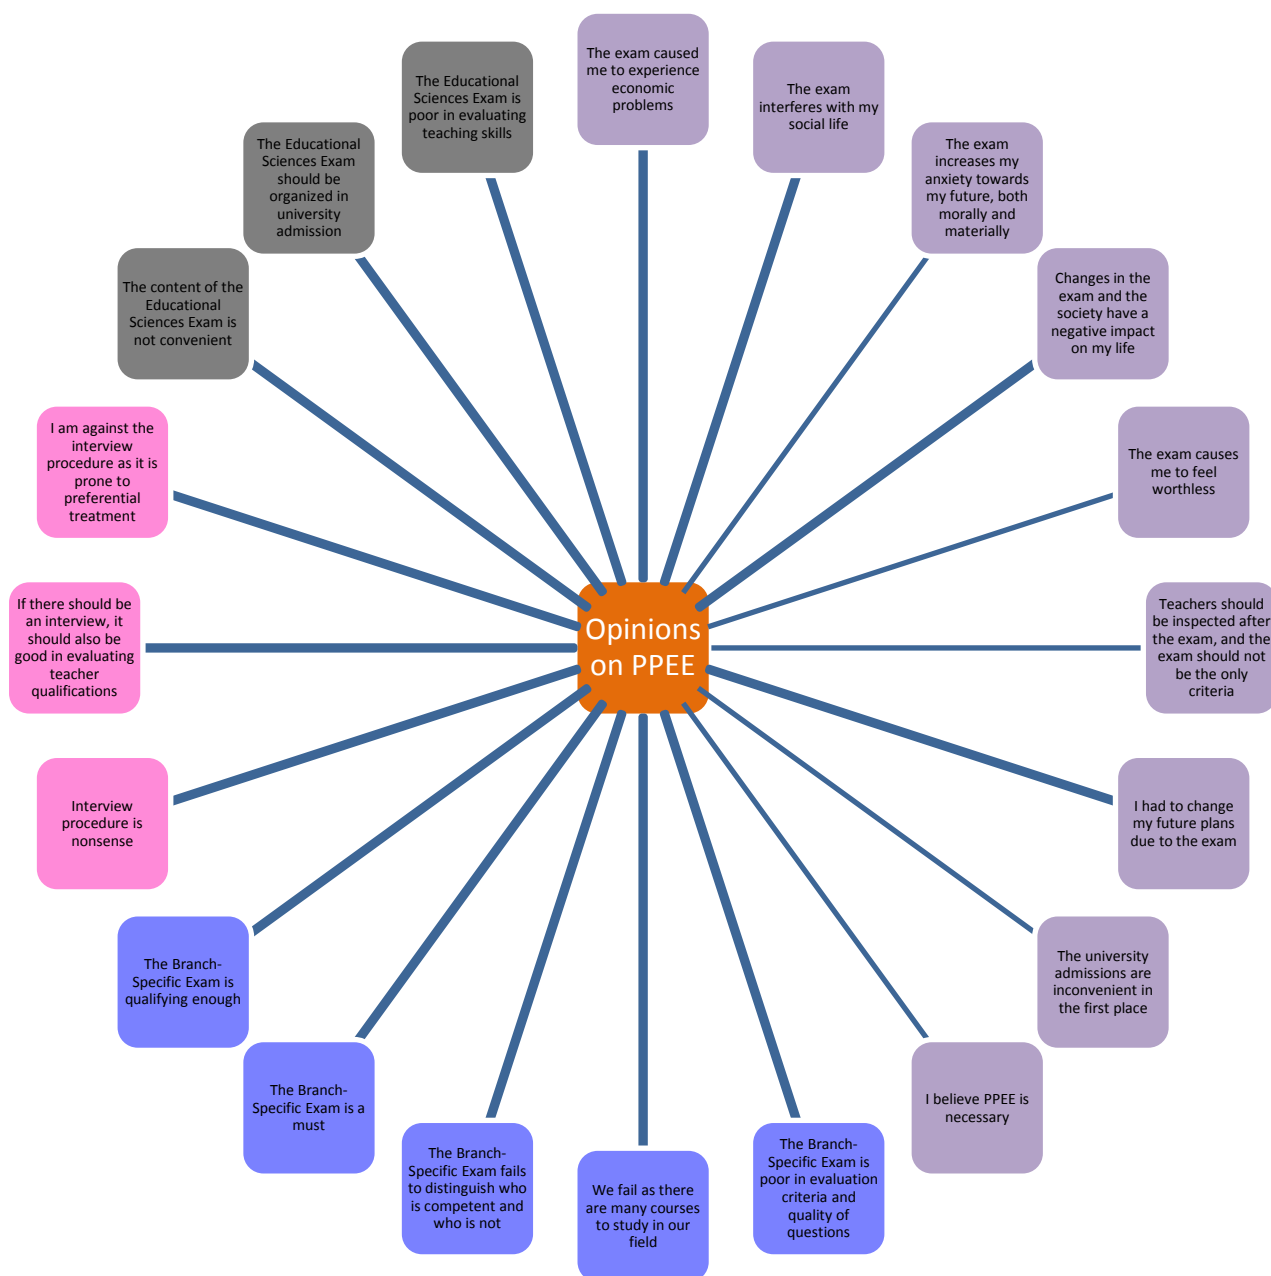 The exam caused
me to experience
economic
problems
The exam
interferes with my
social life
The exam
increases my
anxiety towards
my future, both
morally and
materially
Changes in the
exam and the
society have a
negative impact
on my life
The exam causes
me to feel
worthless
Teachers should
be inspected after
the exam, and the
exam should not
be the only
criteria
I had to change
my future plans
due to the exam
The university
admissions are
inconvenient in
the first place
I believe PPEE is
necessary
The Branch-
Specific Exam is
poor in evaluation
criteria and
quality of
questions
We fail as there
are many courses
to study in our
field
The Branch-
Specific Exam fails
to distinguish who
is competent and
who is not
The Branch-
Specific Exam is a
must
The Branch-
Specific Exam is
qualifying enough
Interview
procedure is
nonsense
If there should be
an interview, it
should also be
good in evaluating
teacher
qualifications
I am against the
interview
procedure as it is
prone to
preferential
treatment
The content of the
Educational
Sciences Exam is
not convenient
The Educational
Sciences Exam
should be
organized in
university
admission
The Educational
Sciences Exam is
poor in evaluating
teaching skills
Opinions
on PPEE